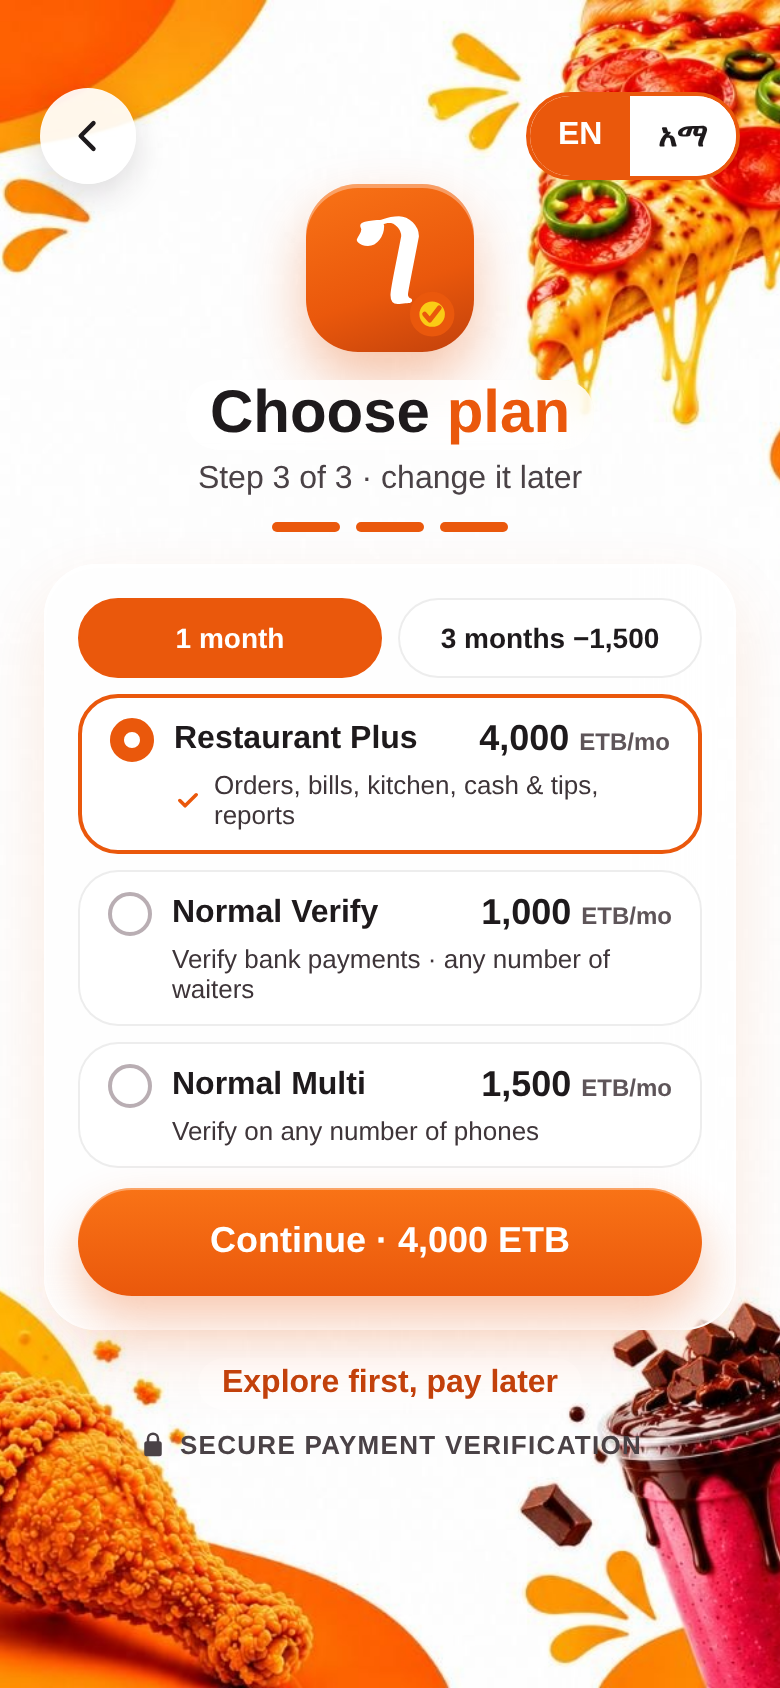 EN
አማ
ገ
Choose plan
Step 3 of 3 · change it later
1 month
3 months −1,500
Restaurant Plus
4,000 ETB/mo
Orders, bills, kitchen, cash & tips,
reports
Normal Verify
1,000 ETB/mo
Verify bank payments · any number of
waiters
Normal Multi
1,500 ETB/mo
Verify on any number of phones
Continue · 4,000 ETB
Explore first, pay later
SECURE PAYMENT VERIFICATION